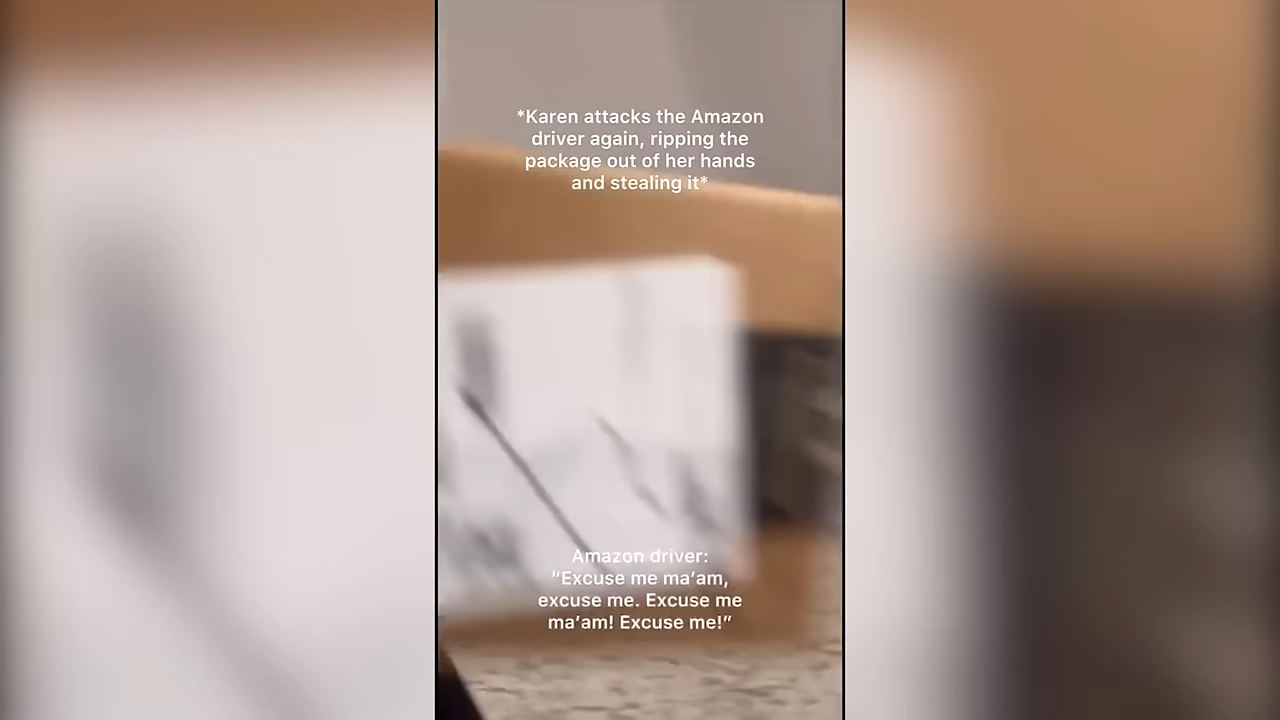 *Karen attacks the Amazon
driver again, ripping the
package out of her hands
and stealing it*
Amazon driver:
“Excuse me ma’am,
excuse me. Excuse me
ma’am! Excuse me!”